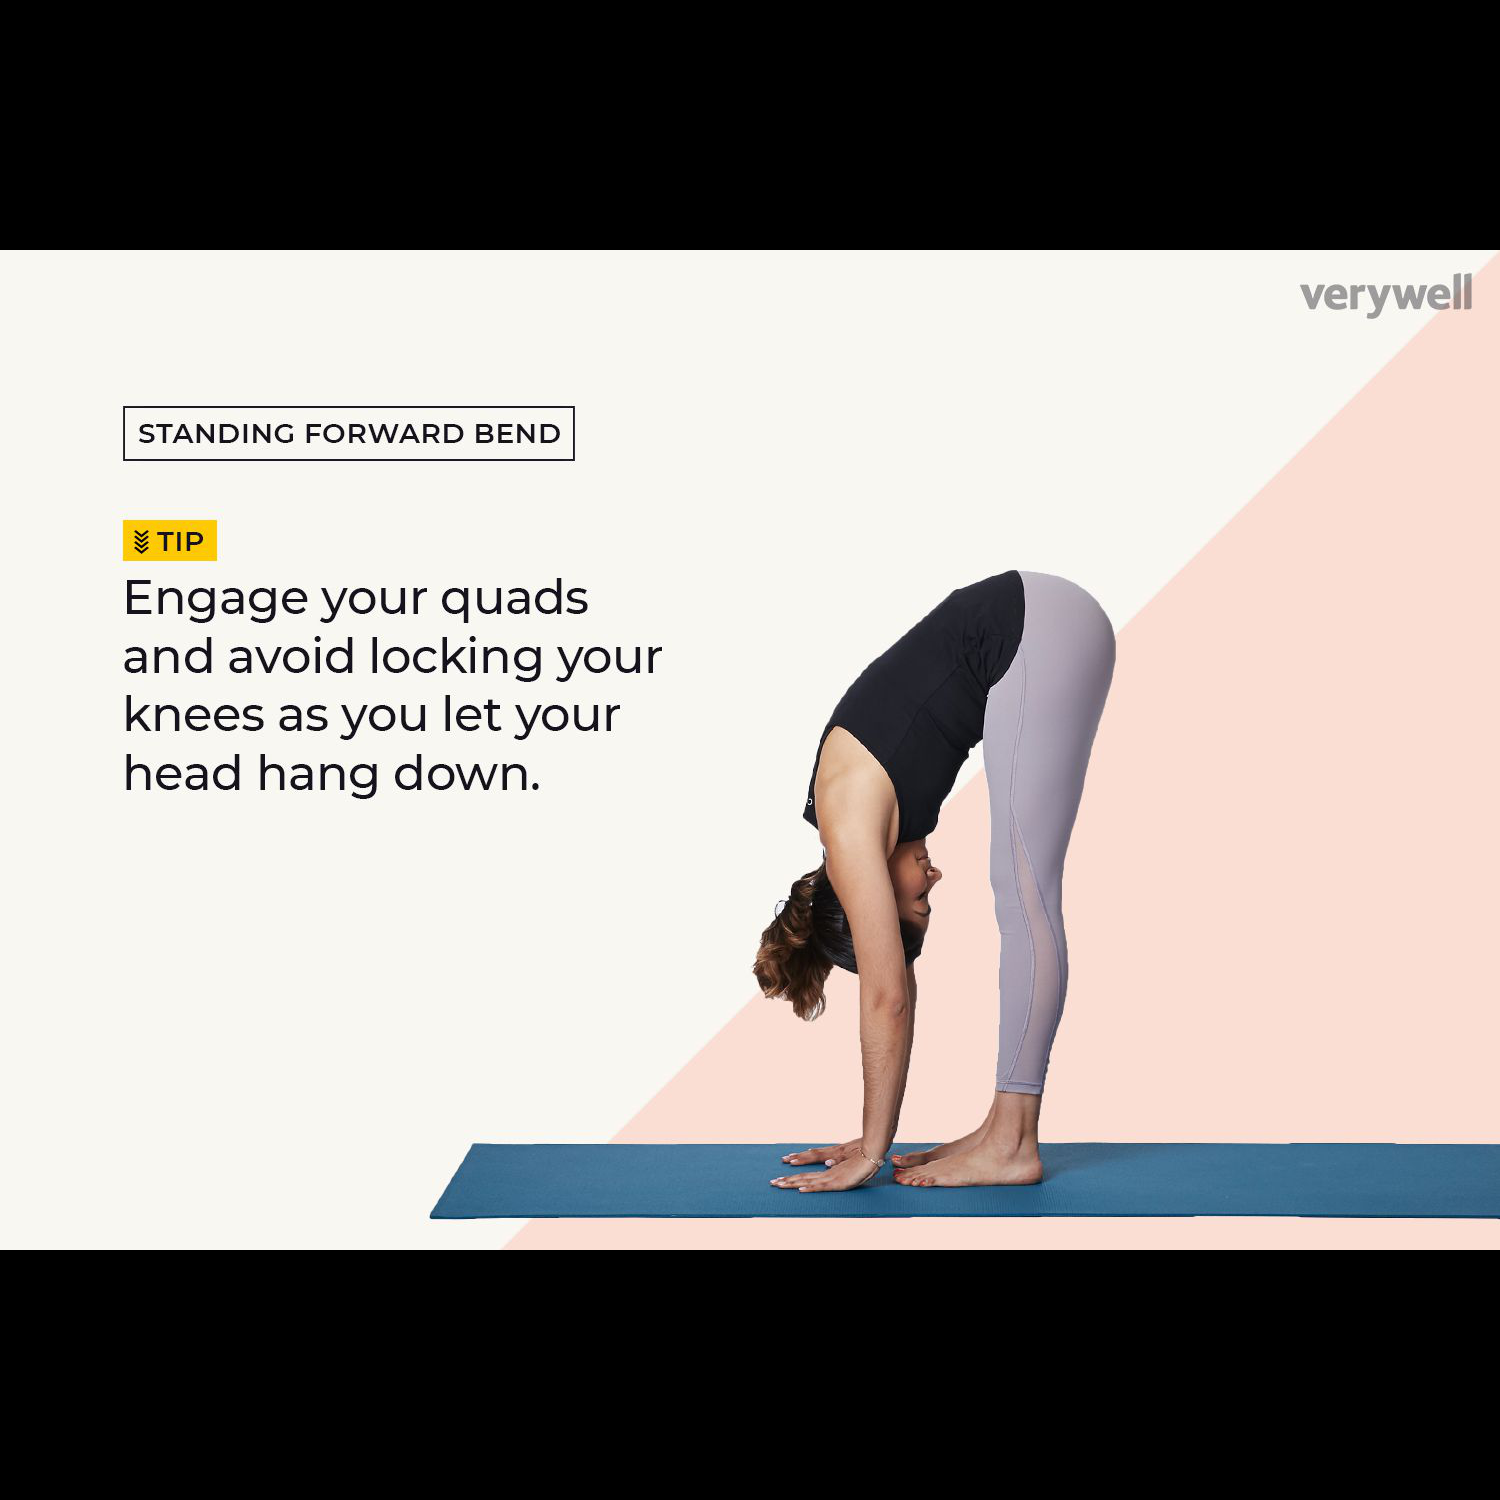 verywell
STANDING FORWARD BEND
TIP
Engage your quads
and avoid locking your
knees as you let your
head hang down.